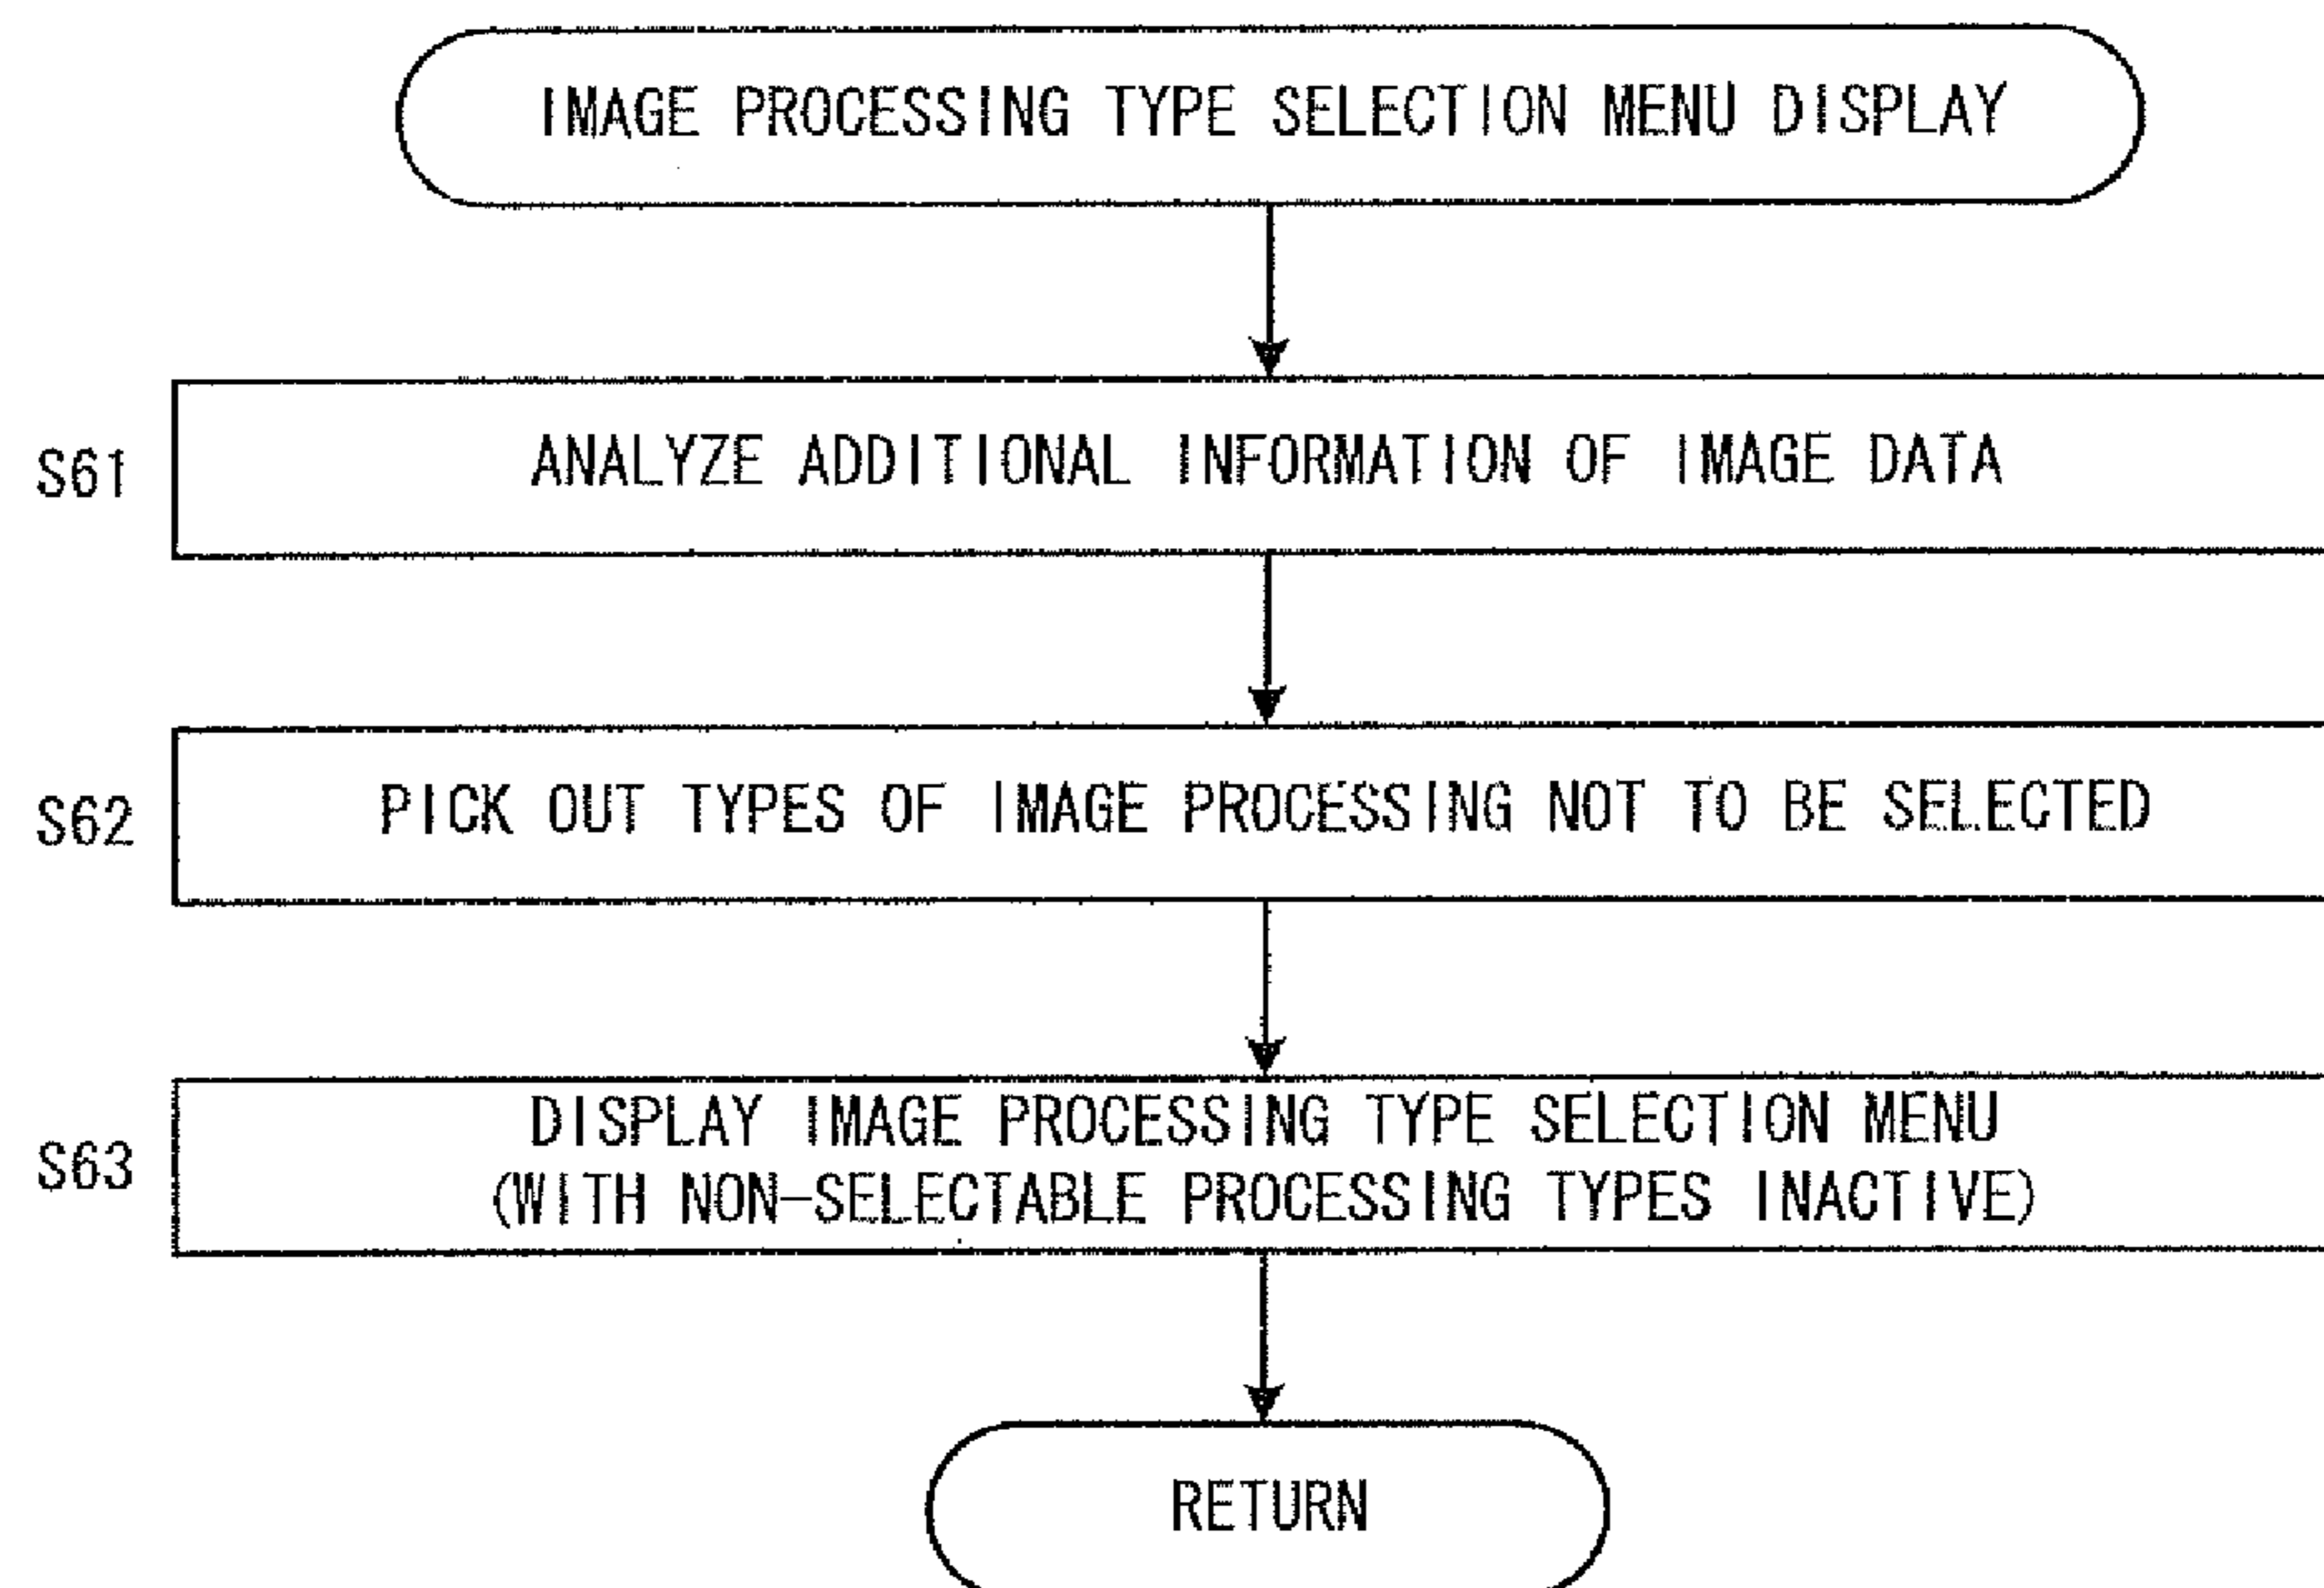 IMAGE PROCESSING TYPE SELECTION MENU DISPLAY
S61
ANALYZE ADDITIONAL INFORMATION OF IMAGE DATA
S62
PICK OUT TYPES OF IMAGE PROCESSING NOT TO BE SELECTED
S63
DISPLAY IMAGE PROCESSING TYPE SELECTION MENU
(WITH NON-SELECTABLE PROCESSING TYPES INACTIVE)
RETURN